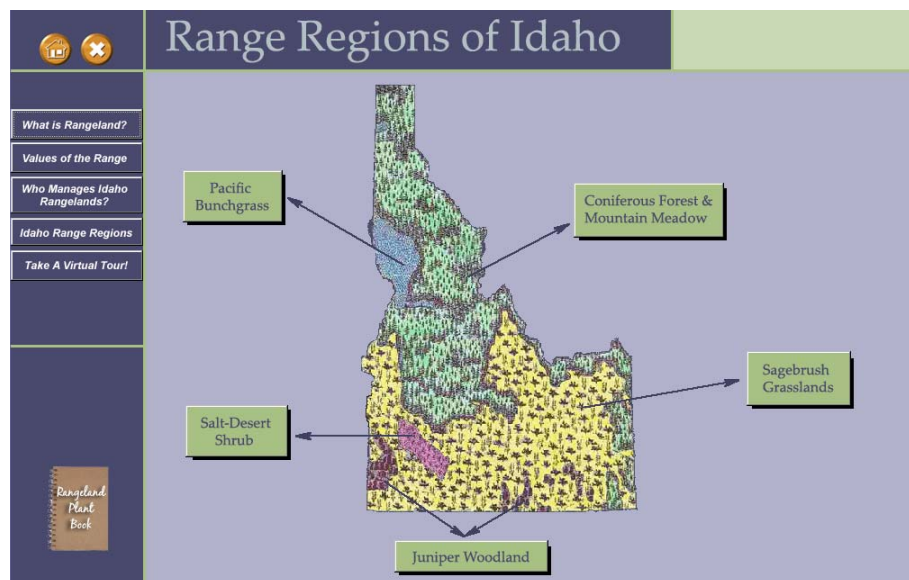 Range Regions of Idaho
What is Rangeland?
Values of the Range
Who Manages Idaho
Rangelands?
Idaho Range Regions
Take A Virtual Tour!
Pacific
Bunchgrass
Coniferous Forest &
Mountain Meadow
Sagebrush
Grasslands
Salt-Desert
Shrub
Juniper Woodland
Rangeland
Plant
Book